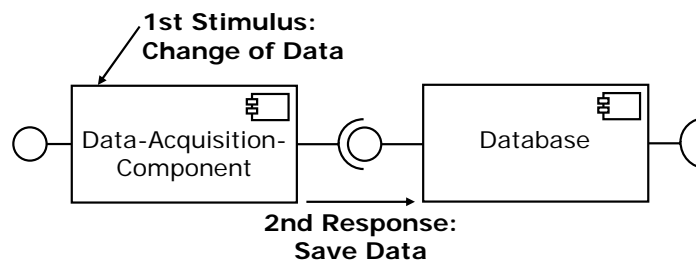 1st Stimulus:
Change of Data
Data-Acquisition-
Component
Database
2nd Response:
Save Data